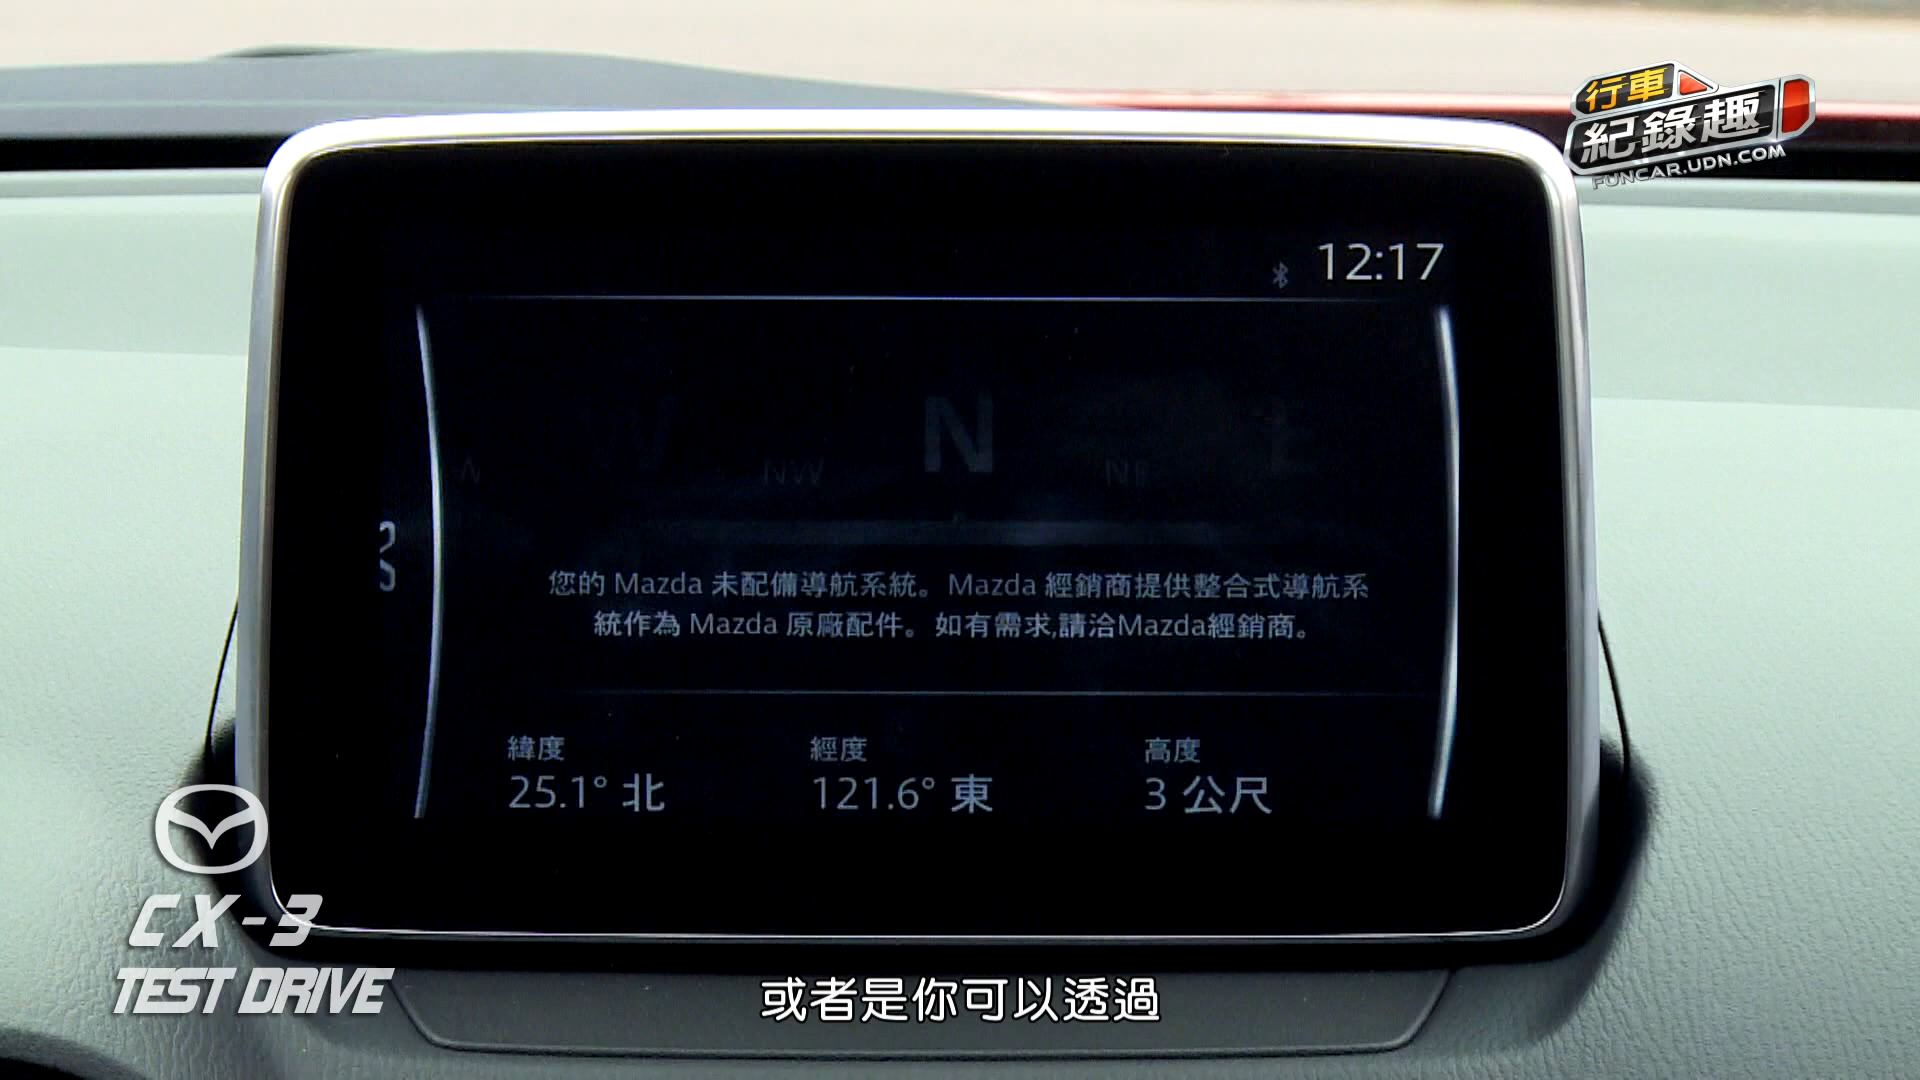 行車
紀錄趣
FUNCAR.UDN.COM
12:17
W
N
E
NW
NE
您的 Mazda 未配備導航系統。Mazda 經銷商提供整合式導航系
統作為 Mazda 原廠配件。如有需求,請洽Mazda經銷商。
緯度
經度
高度
25.1° 北
121.6° 東
3 公尺
CX-3
TEST DRIVE
或者是你可以透過